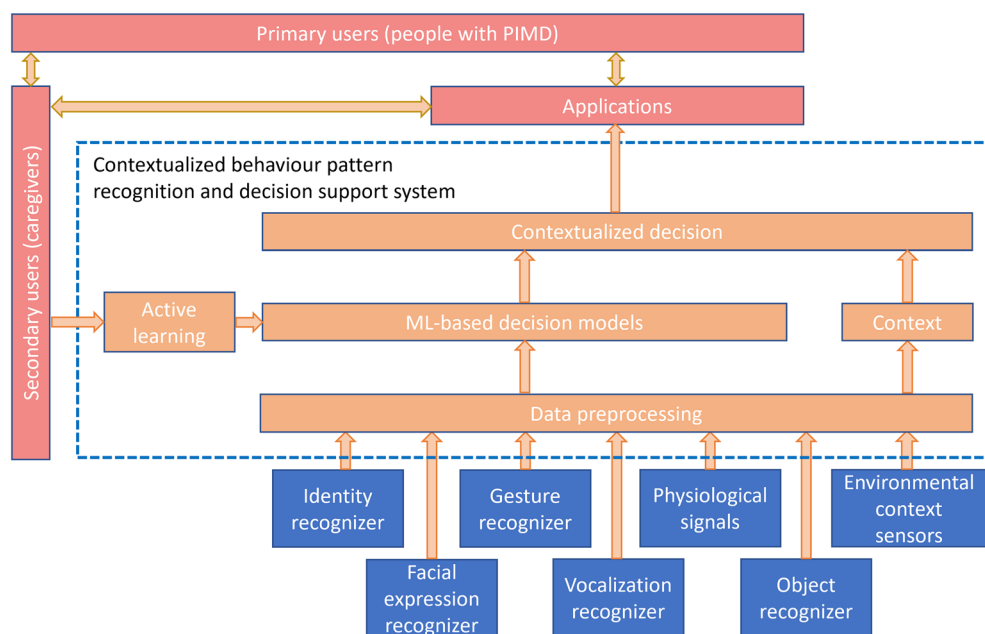 Primary users (people with PIMD)
Secondary users (caregivers)
Applications
Contextualized behaviour pattern
recognition and decision support system
Contextualized decision
Active
learning
ML-based decision models
Context
Data preprocessing
Identity
recognizer
Gesture
recognizer
Physiological
signals
Environmental
context
sensors
Facial
expression
recognizer
Vocalization
recognizer
Object
recognizer